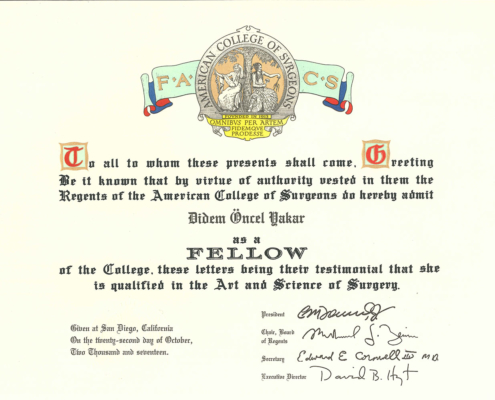 F·A·C·S·
AMERICAN COLLEGE OF SURGEONS
FOUNDED IN 1913
OMNIBVS PER ARTEM
FIDEMQVE
PRODESSE
To all to whom these presents shall come, Greeting
Be it known that by virtue of authority vested in them the
Regents of the American College of Surgeons do hereby admit
Didem Öncel Yakar
as a
FELLOW
of the College, these letters being their testimonial that she
is qualified in the Art and Science of Surgery.
Given at San Diego, California
On the twenty-second day of October,
Two Thousand and seventeen.
President
Chair, Board
of Regents
Secretary Edward E Cornwell III MD
Executive Director David B. Hoyt